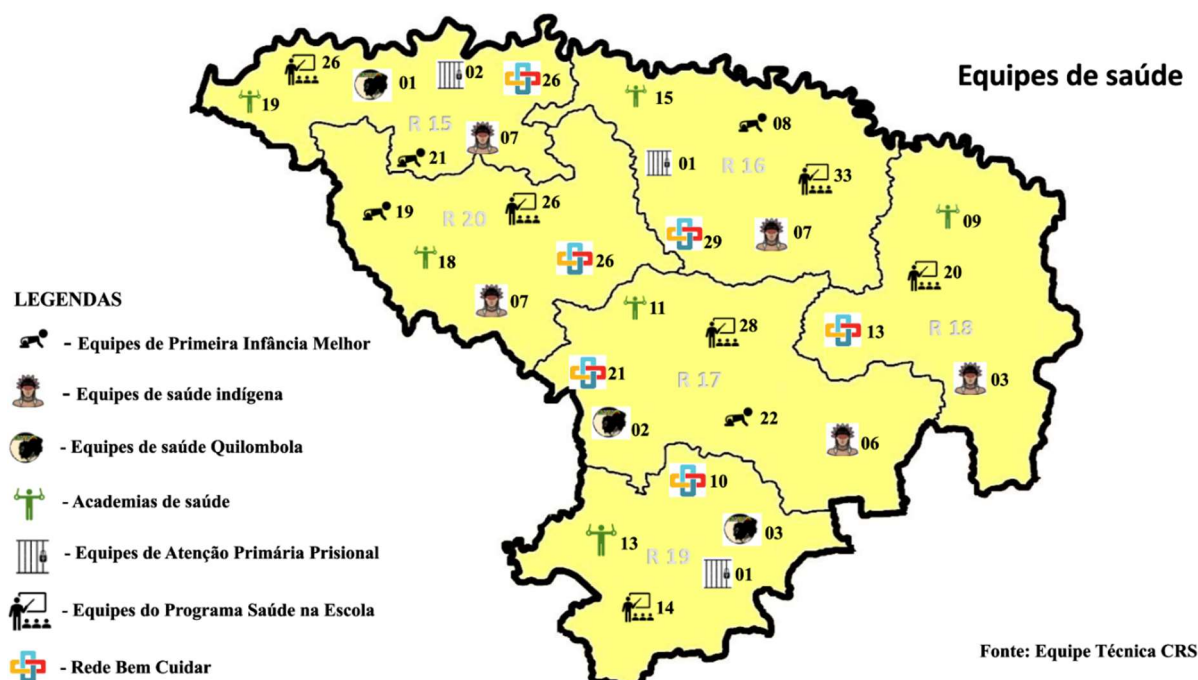 Equipes de saúde
26
01
02
26
19
R 15
07
21
15
08
01
R 16
33
29
07
19
R 20
26
18
26
07
09
20
13
R 18
03
11
28
21
R 17
02
22
06
10
13
03
R 19
01
14
LEGENDAS
- Equipes de Primeira Infância Melhor
- Equipes de saúde indígena
- Equipes de saúde Quilombola
- Academias de saúde
- Equipes de Atenção Primária Prisional
- Equipes do Programa Saúde na Escola
- Rede Bem Cuidar
Fonte: Equipe Técnica CRS